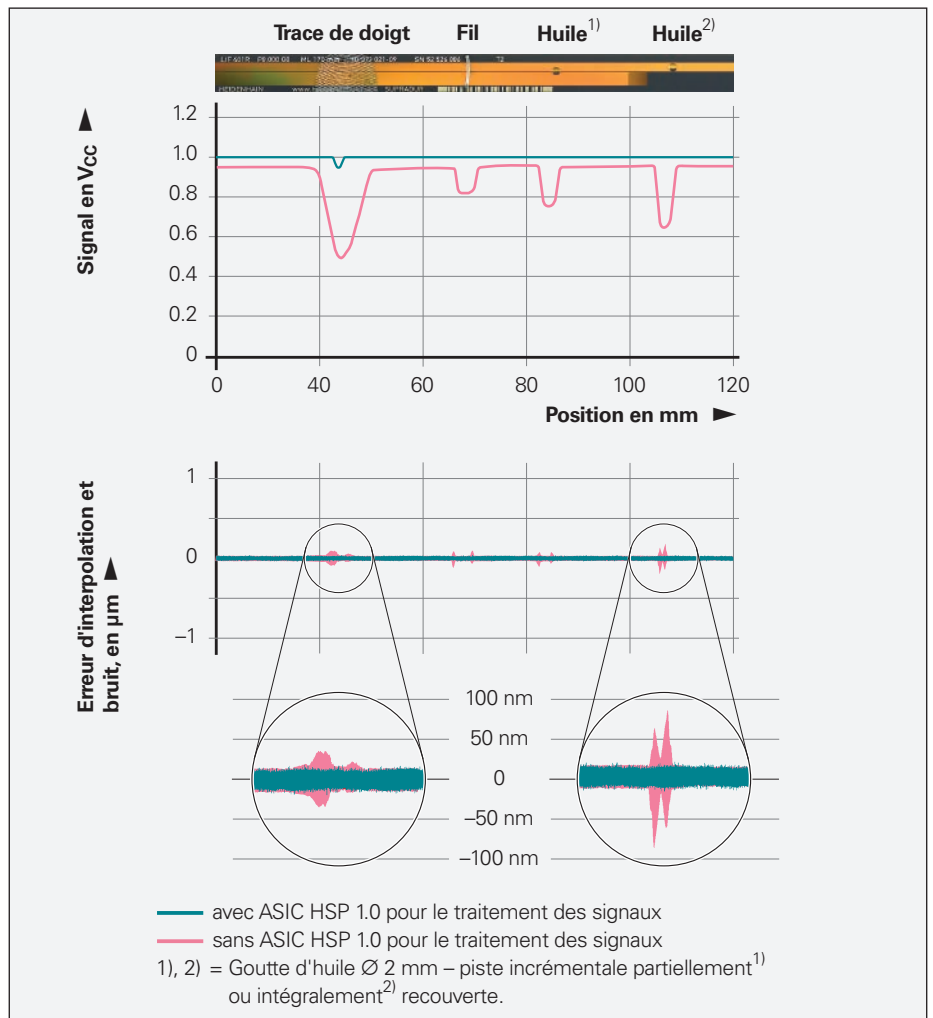 Trace de doigt Fil Huile1) Huile2)
LIF 601R
HEIDENHAIN SUPRADUR
Signal en VCC
1.2
1.0
0.8
0.6
0.4
0.2
0
0 40 60 80 100 120
Position en mm
Erreur d'interpolation et
bruit, en µm
1
0
–1
100 nm
50 nm
0
–50 nm
–100 nm
avec ASIC HSP 1.0 pour le traitement des signaux
sans ASIC HSP 1.0 pour le traitement des signaux
1), 2) = Goutte d'huile Ø 2 mm – piste incrémentale partiellement1)
ou intégralement2) recouverte.